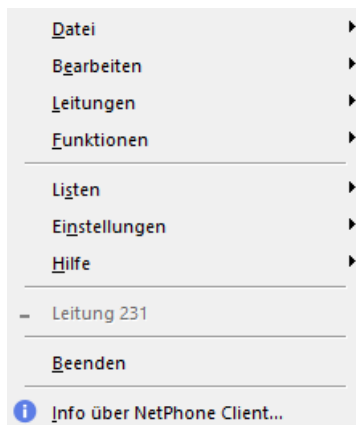 Datei
Bearbeiten
Leitungen
Funktionen
Listen
Einstellungen
Hilfe
Leitung 231
Beenden
Info über NetPhone Client...